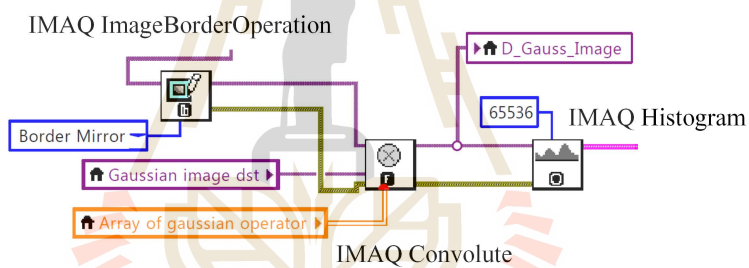 IMAQ ImageBorderOperation
D_Gauss_Image
65536
IMAQ Histogram
Border Mirror
Gaussian image dst
Array of gaussian operator
IMAQ Convolute